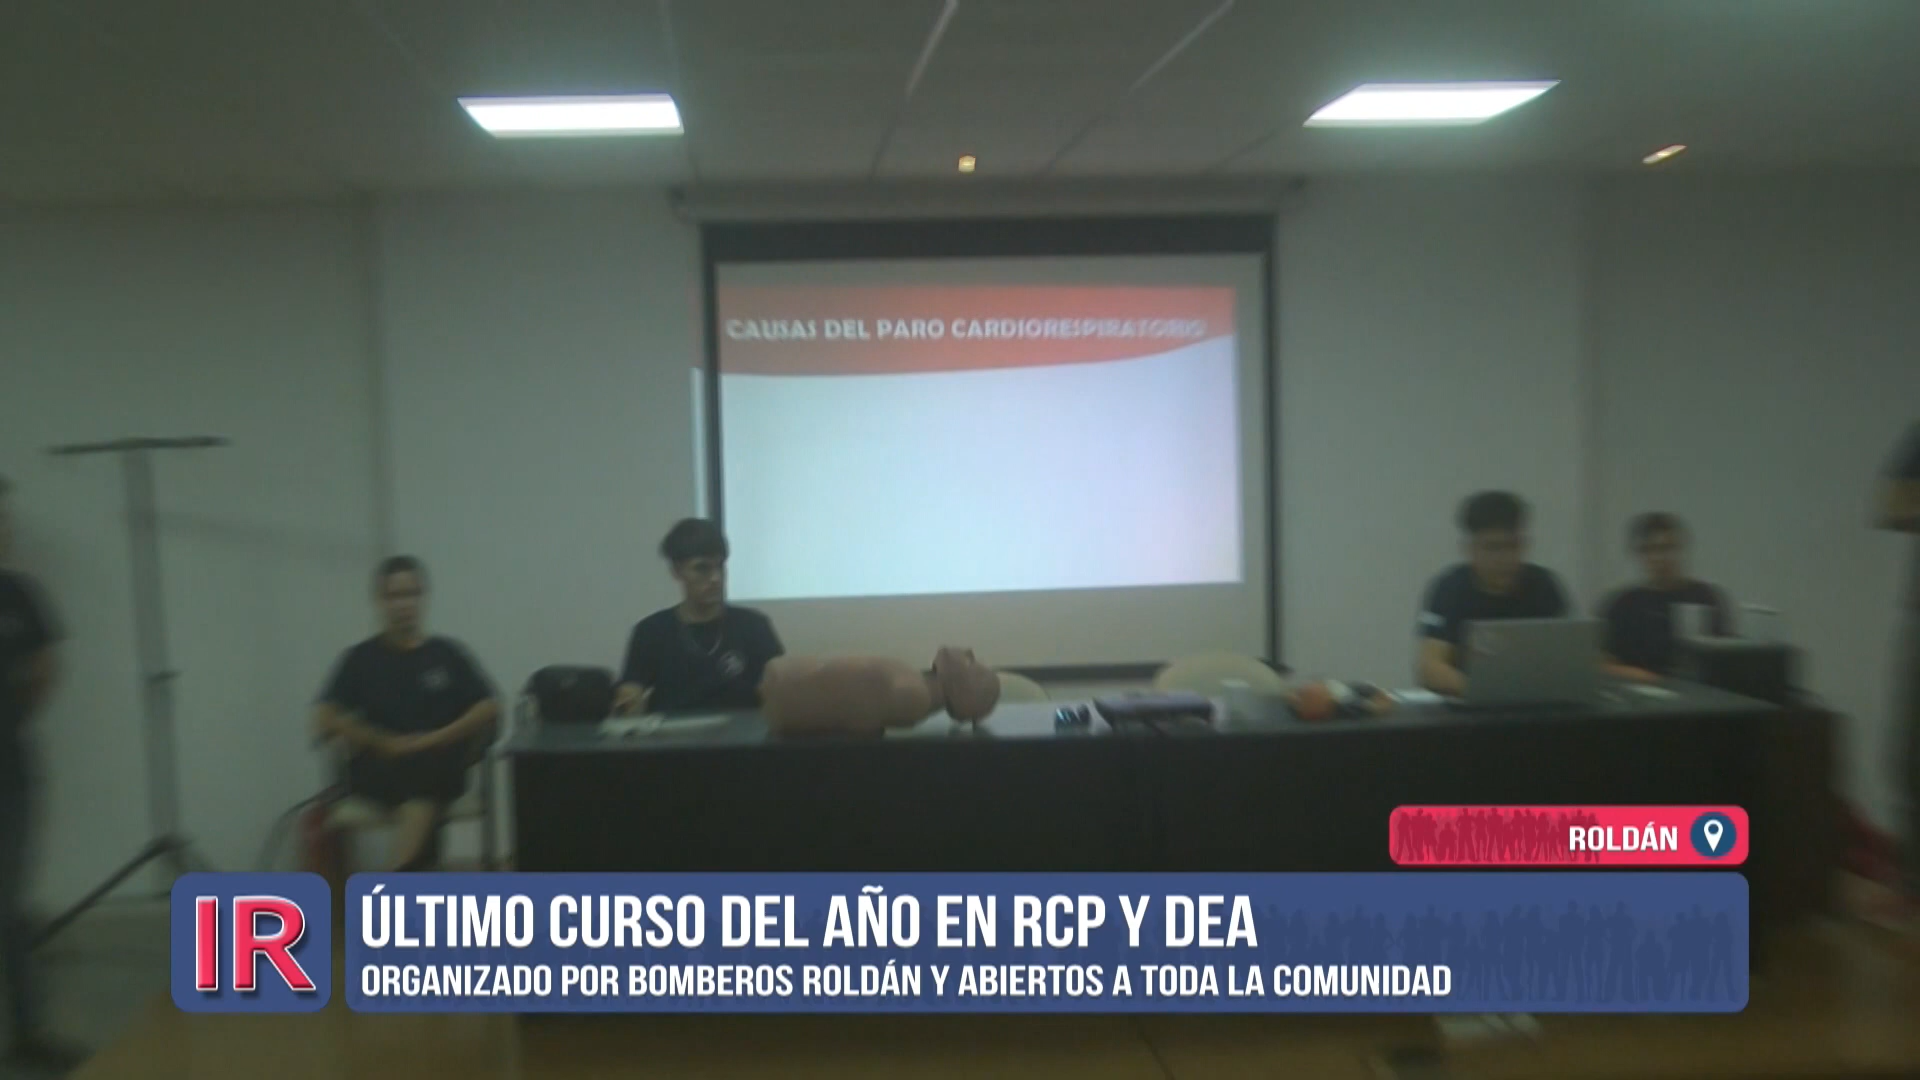 CAUSAS DEL PARO CARDIORESPIRATORIO
ROLDÁN
IR
ÚLTIMO CURSO DEL AÑO EN RCP Y DEA
ORGANIZADO POR BOMBEROS ROLDÁN Y ABIERTOS A TODA LA COMUNIDAD